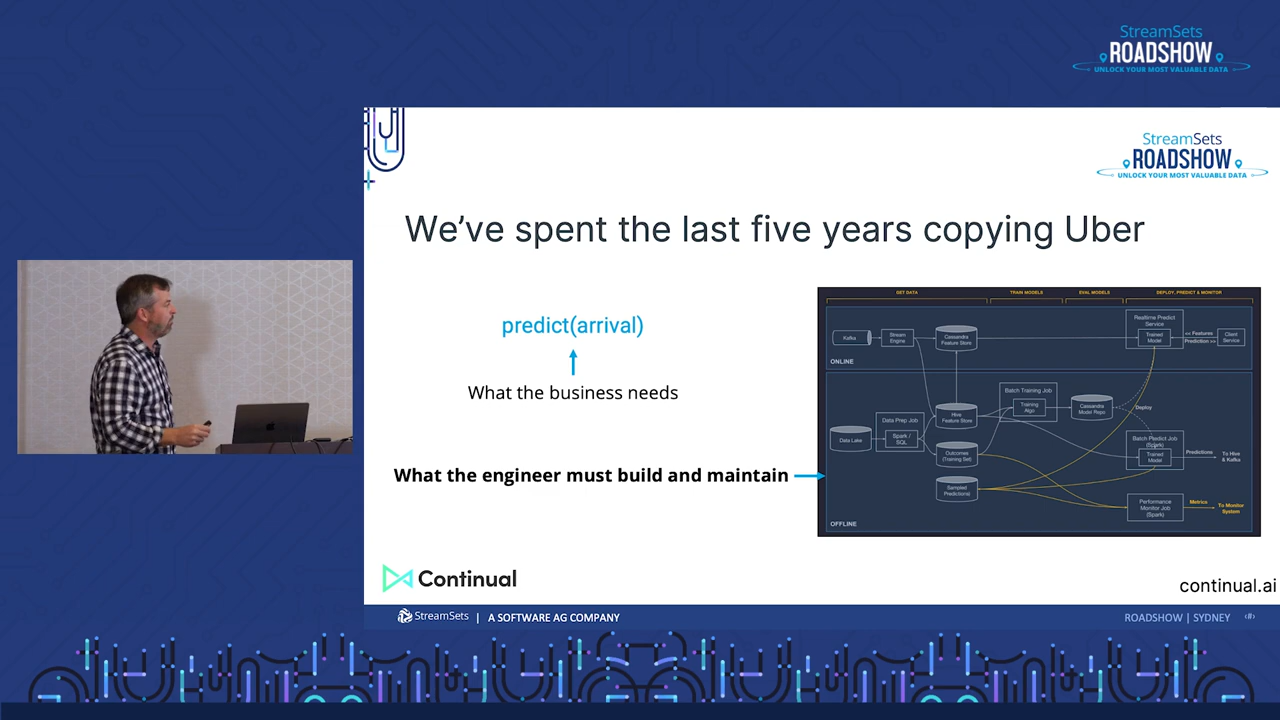 StreamSets
ROADSHOW
UNLOCK YOUR MOST VALUABLE DATA
StreamSets
ROADSHOW
UNLOCK YOUR MOST VALUABLE DATA
We've spent the last five years copying Uber
predict(arrival)
What the business needs
What the engineer must build and maintain
GET DATA
TRAIN MODELS
EVAL MODELS
DEPLOY, PREDICT & MONITOR
Kafka
Stream
Engine
Cassandra
Feature Store
Realtime Predict
Service
Trained
Model
<< Features
Prediction >>
Client
Service
ONLINE
Data Lake
Data Prep Job
Spark /
SQL
Hive
Feature Store
Outcomes
(Training Set)
Sampled
Predictions)
Batch Training Job
Training
Algo
Cassandra
Model Repo
Deploy
Batch Predict Job
(Spark)
Trained
Model
Predictions
To Hive
& Kafka
Performance
Monitor Job
(Spark)
Metrics
To Monitor
System
OFFLINE
Continual
continual.ai
StreamSets | A SOFTWARE AG COMPANY
ROADSHOW | SYDNEY ‹#›